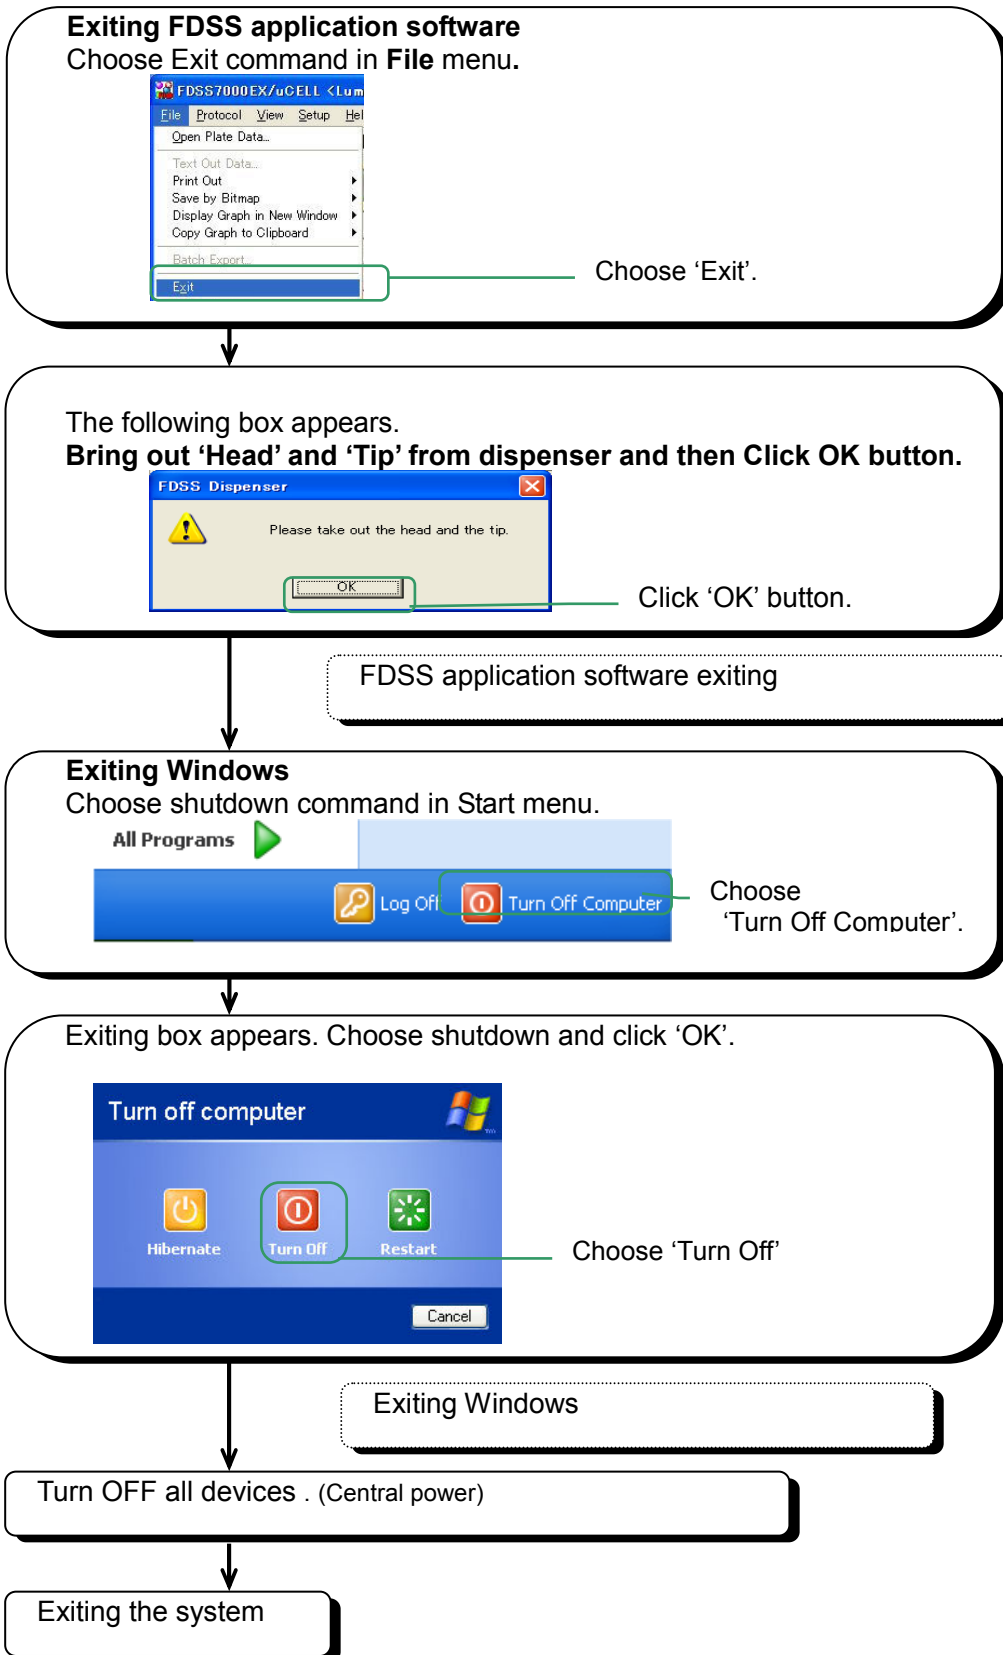 Exiting FDSS application software
Choose Exit command in File menu.
FDSS7000EX/uCELL <Lum
File Protocol View Setup Hel
Open Plate Data...
Text Out Data...
Print Out
Save by Bitmap
Display Graph in New Window
Copy Graph to Clipboard
Batch Export...
Exit
Choose ‘Exit’.
The following box appears.
Bring out ‘Head’ and ‘Tip’ from dispenser and then Click OK button.
FDSS Dispenser
Please take out the head and the tip.
OK
Click ‘OK’ button.
FDSS application software exiting
Exiting Windows
Choose shutdown command in Start menu.
All Programs
Log Off Turn Off Computer
Choose
‘Turn Off Computer’.
Exiting box appears. Choose shutdown and click ‘OK’.
Turn off computer
Hibernate Turn Off Restart
Choose ‘Turn Off’
Cancel
Exiting Windows
Turn OFF all devices . (Central power)
Exiting the system